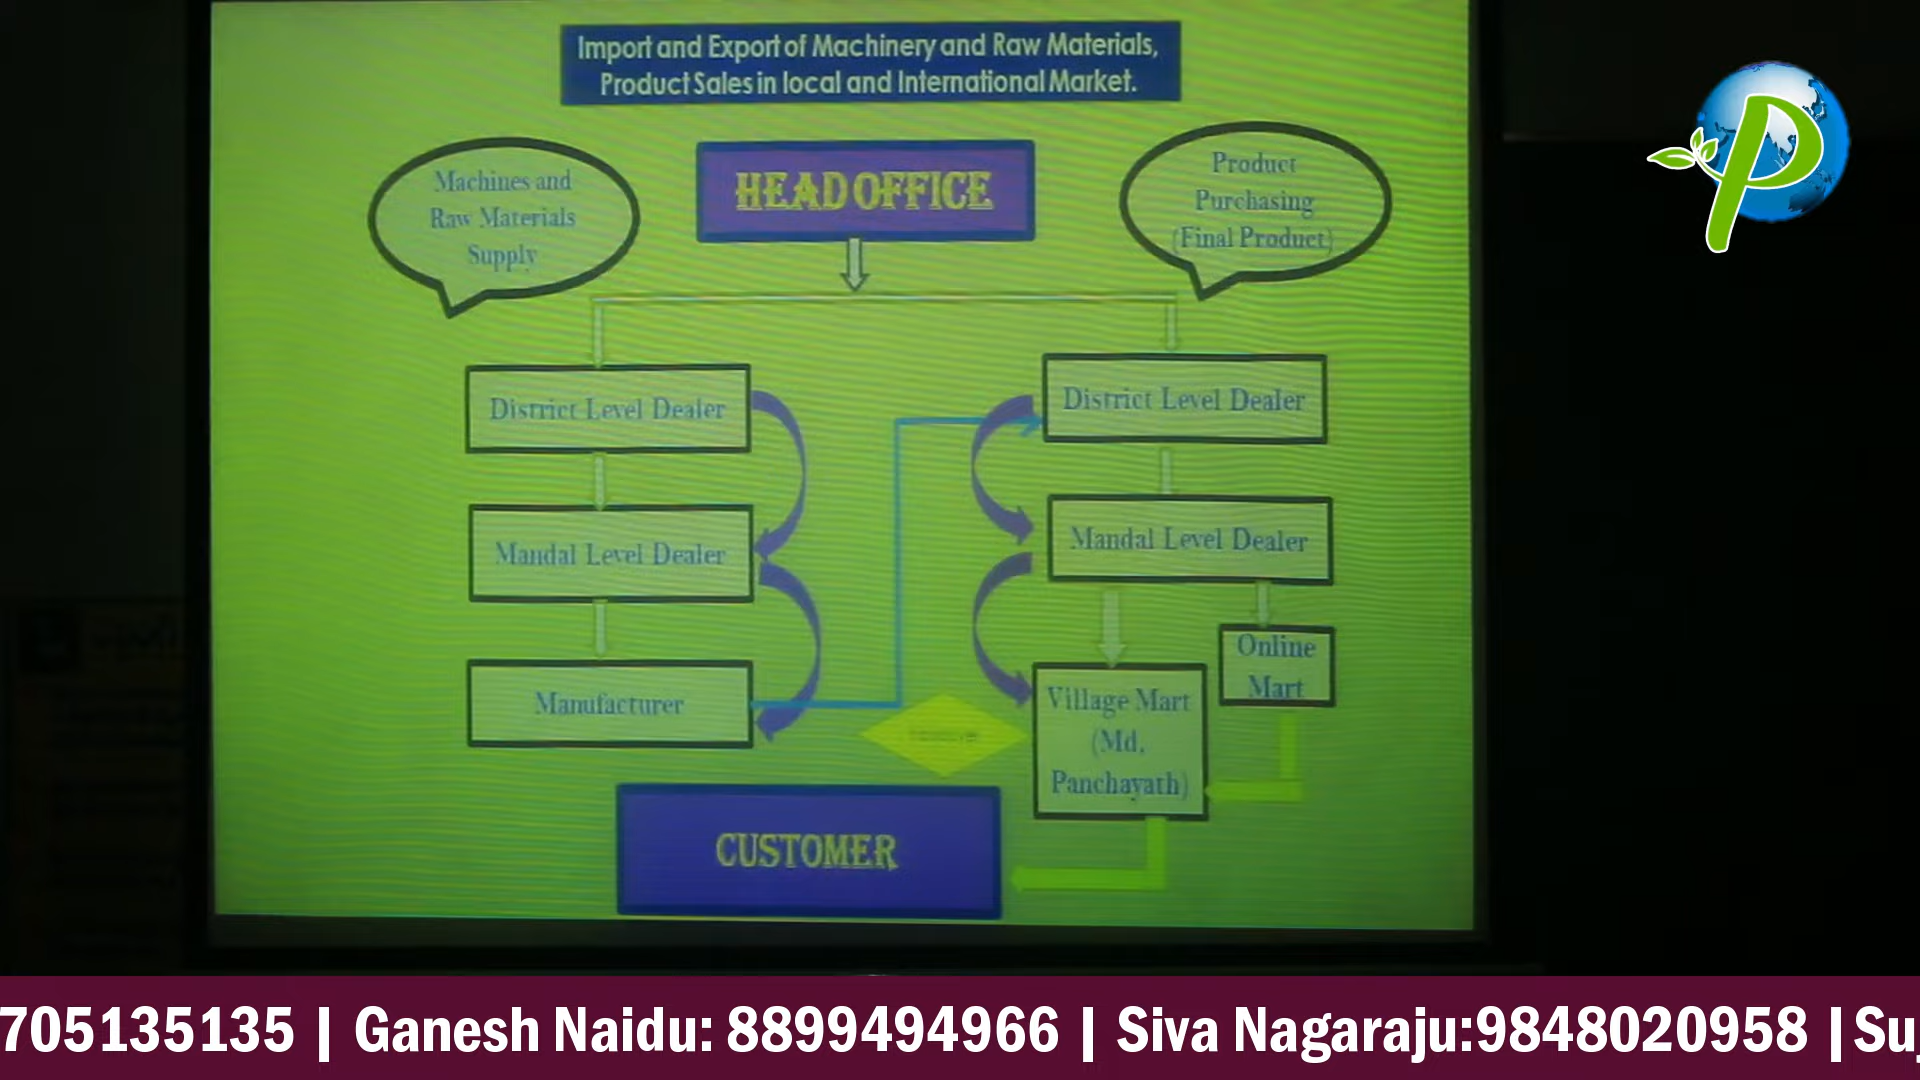 Import and Export of Machinery and Raw Materials,
Product Sales in local and International Market.
HEAD OFFICE
Machines and
Raw Materials
Supply
Product
Purchasing
(Final Product)
District Level Dealer
District Level Dealer
Mandal Level Dealer
Mandal Level Dealer
Manufacturer
Online
Mart
Village Mart
(Md,
Panchayath)
CUSTOMER
P
705135135 | Ganesh Naidu: 8899494966 | Siva Nagaraju:9848020958 |Su